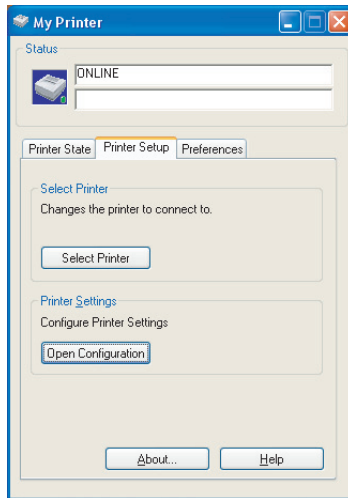 My Printer
Status
ONLINE
Printer State Printer Setup Preferences
Select Printer
Changes the printer to connect to.
Select Printer
Printer Settings
Configure Printer Settings
Open Configuration
About... Help